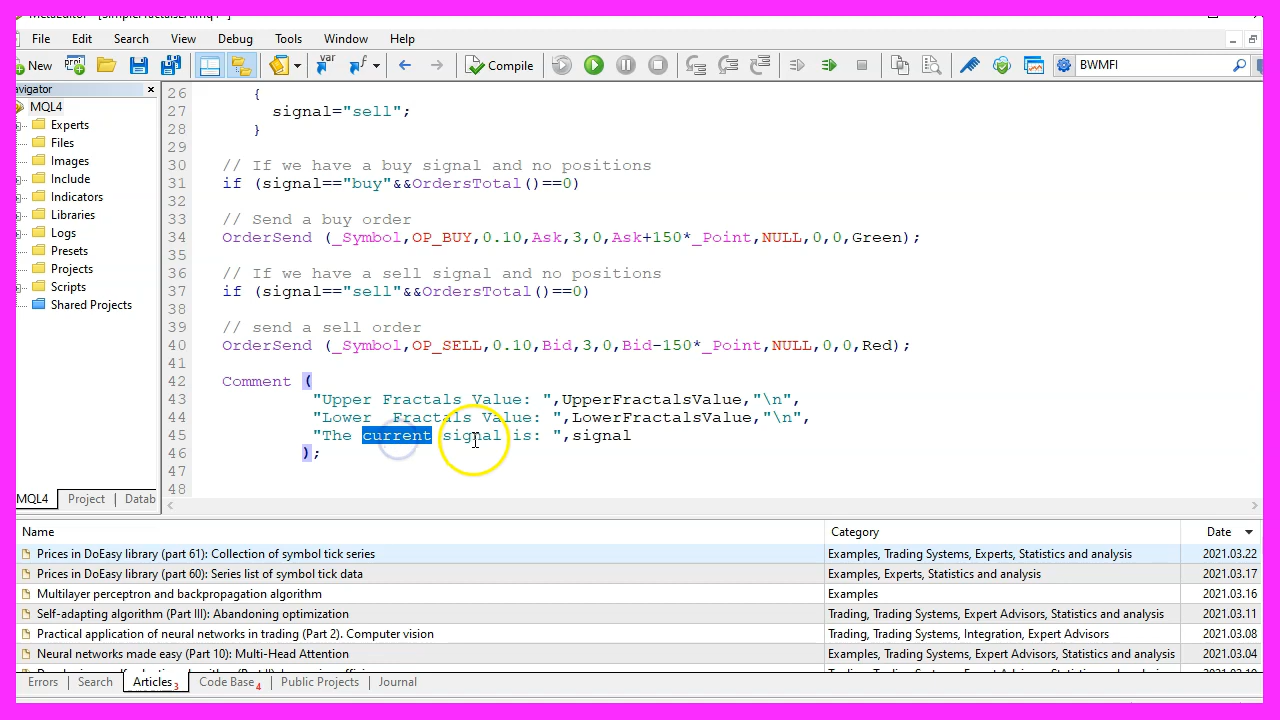 File Edit Search View Debug Tools Window Help
New Compile BWMFI
MQL4
Experts
Files
Images
Include
Indicators
Libraries
Logs
Presets
Projects
Scripts
Shared Projects
MQL4 Project Datab
26 {
27 signal="sell";
28 }
29
30 // If we have a buy signal and no positions
31 if (signal=="buy"&&OrdersTotal()==0)
32
33 // Send a buy order
34 OrderSend (_Symbol,OP_BUY,0.10,Ask,3,0,Ask+150*_Point,NULL,0,0,Green);
35
36 // If we have a sell signal and no positions
37 if (signal=="sell"&&OrdersTotal()==0)
38
39 // send a sell order
40 OrderSend (_Symbol,OP_SELL,0.10,Bid,3,0,Bid-150*_Point,NULL,0,0,Red);
41
42 Comment (
43 "Upper Fractals Value: ",UpperFractalsValue,"\n",
44 "Lower  Fractals Value: ",LowerFractalsValue,"\n",
45 "The current signal is: ",signal
46 );
47
48
Name Category Date
Prices in DoEasy library (part 61): Collection of symbol tick series Examples, Trading Systems, Experts, Statistics and analysis 2021.03.22
Prices in DoEasy library (part 60): Series list of symbol tick data Examples, Experts, Statistics and analysis 2021.03.17
Multilayer perceptron and backpropagation algorithm Examples 2021.03.16
Self-adapting algorithm (Part III): Abandoning optimization Trading, Trading Systems, Expert Advisors, Statistics and analysis 2021.03.11
Practical application of neural networks in trading (Part 2). Computer vision Trading, Trading Systems, Integration, Expert Advisors 2021.03.08
Neural networks made easy (Part 10): Multi-Head Attention Trading, Trading Systems, Expert Advisors, Statistics and analysis 2021.03.04
Errors Search Articles 3 Code Base 4 Public Projects Journal